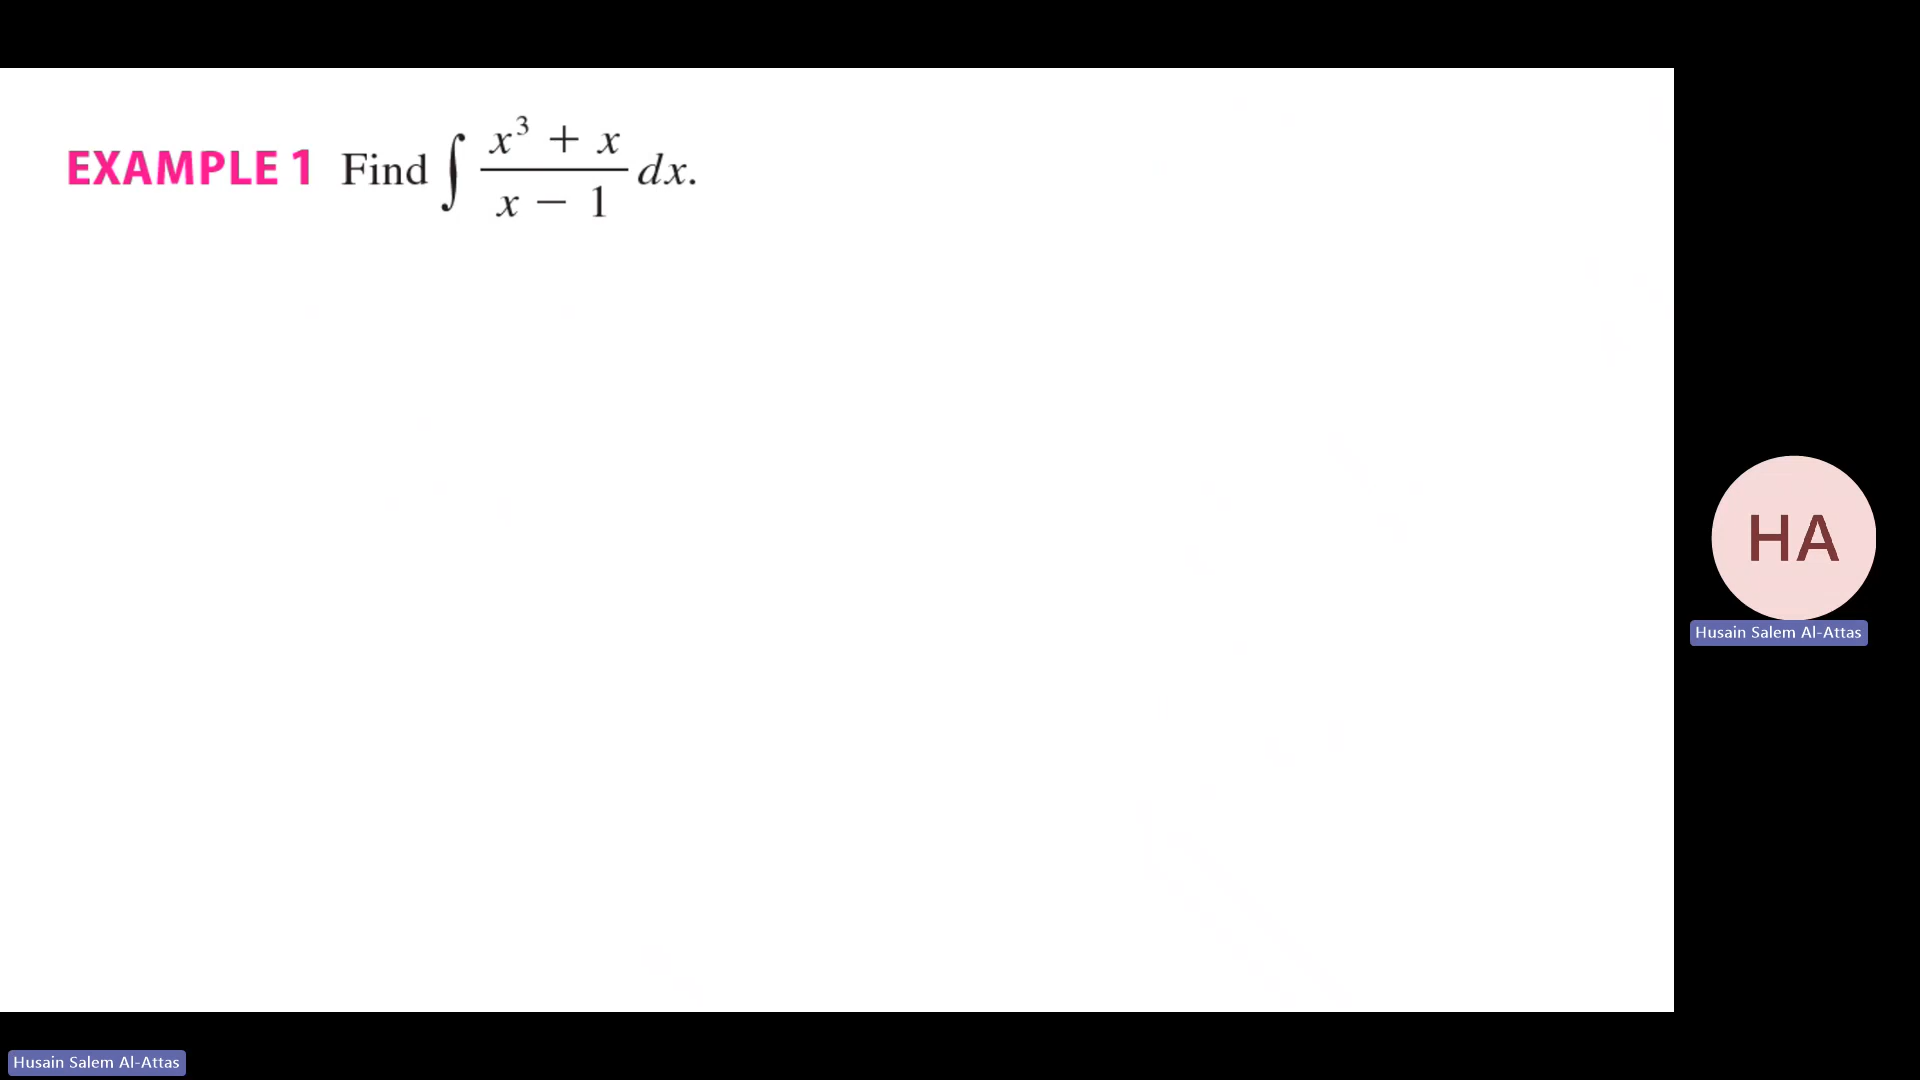 EXAMPLE 1 Find ∫ (x³ + x)/(x − 1) dx.
HA
Husain Salem Al-Attas
Husain Salem Al-Attas